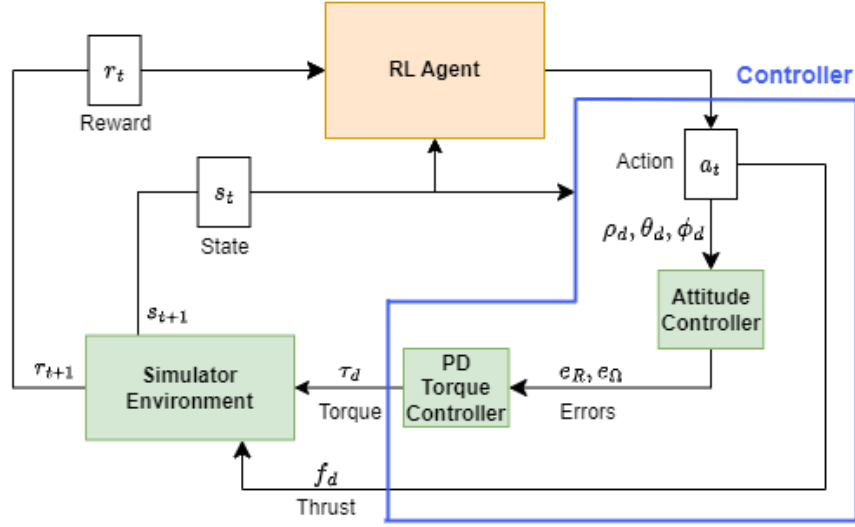 r_t
Reward
RL Agent
Controller
s_t
State
Action
a_t
ρ_d, θ_d, ϕ_d
Attitude
Controller
s_{t+1}
r_{t+1}
Simulator
Environment
τ_d
Torque
PD
Torque
Controller
e_R, e_Ω
Errors
f_d
Thrust